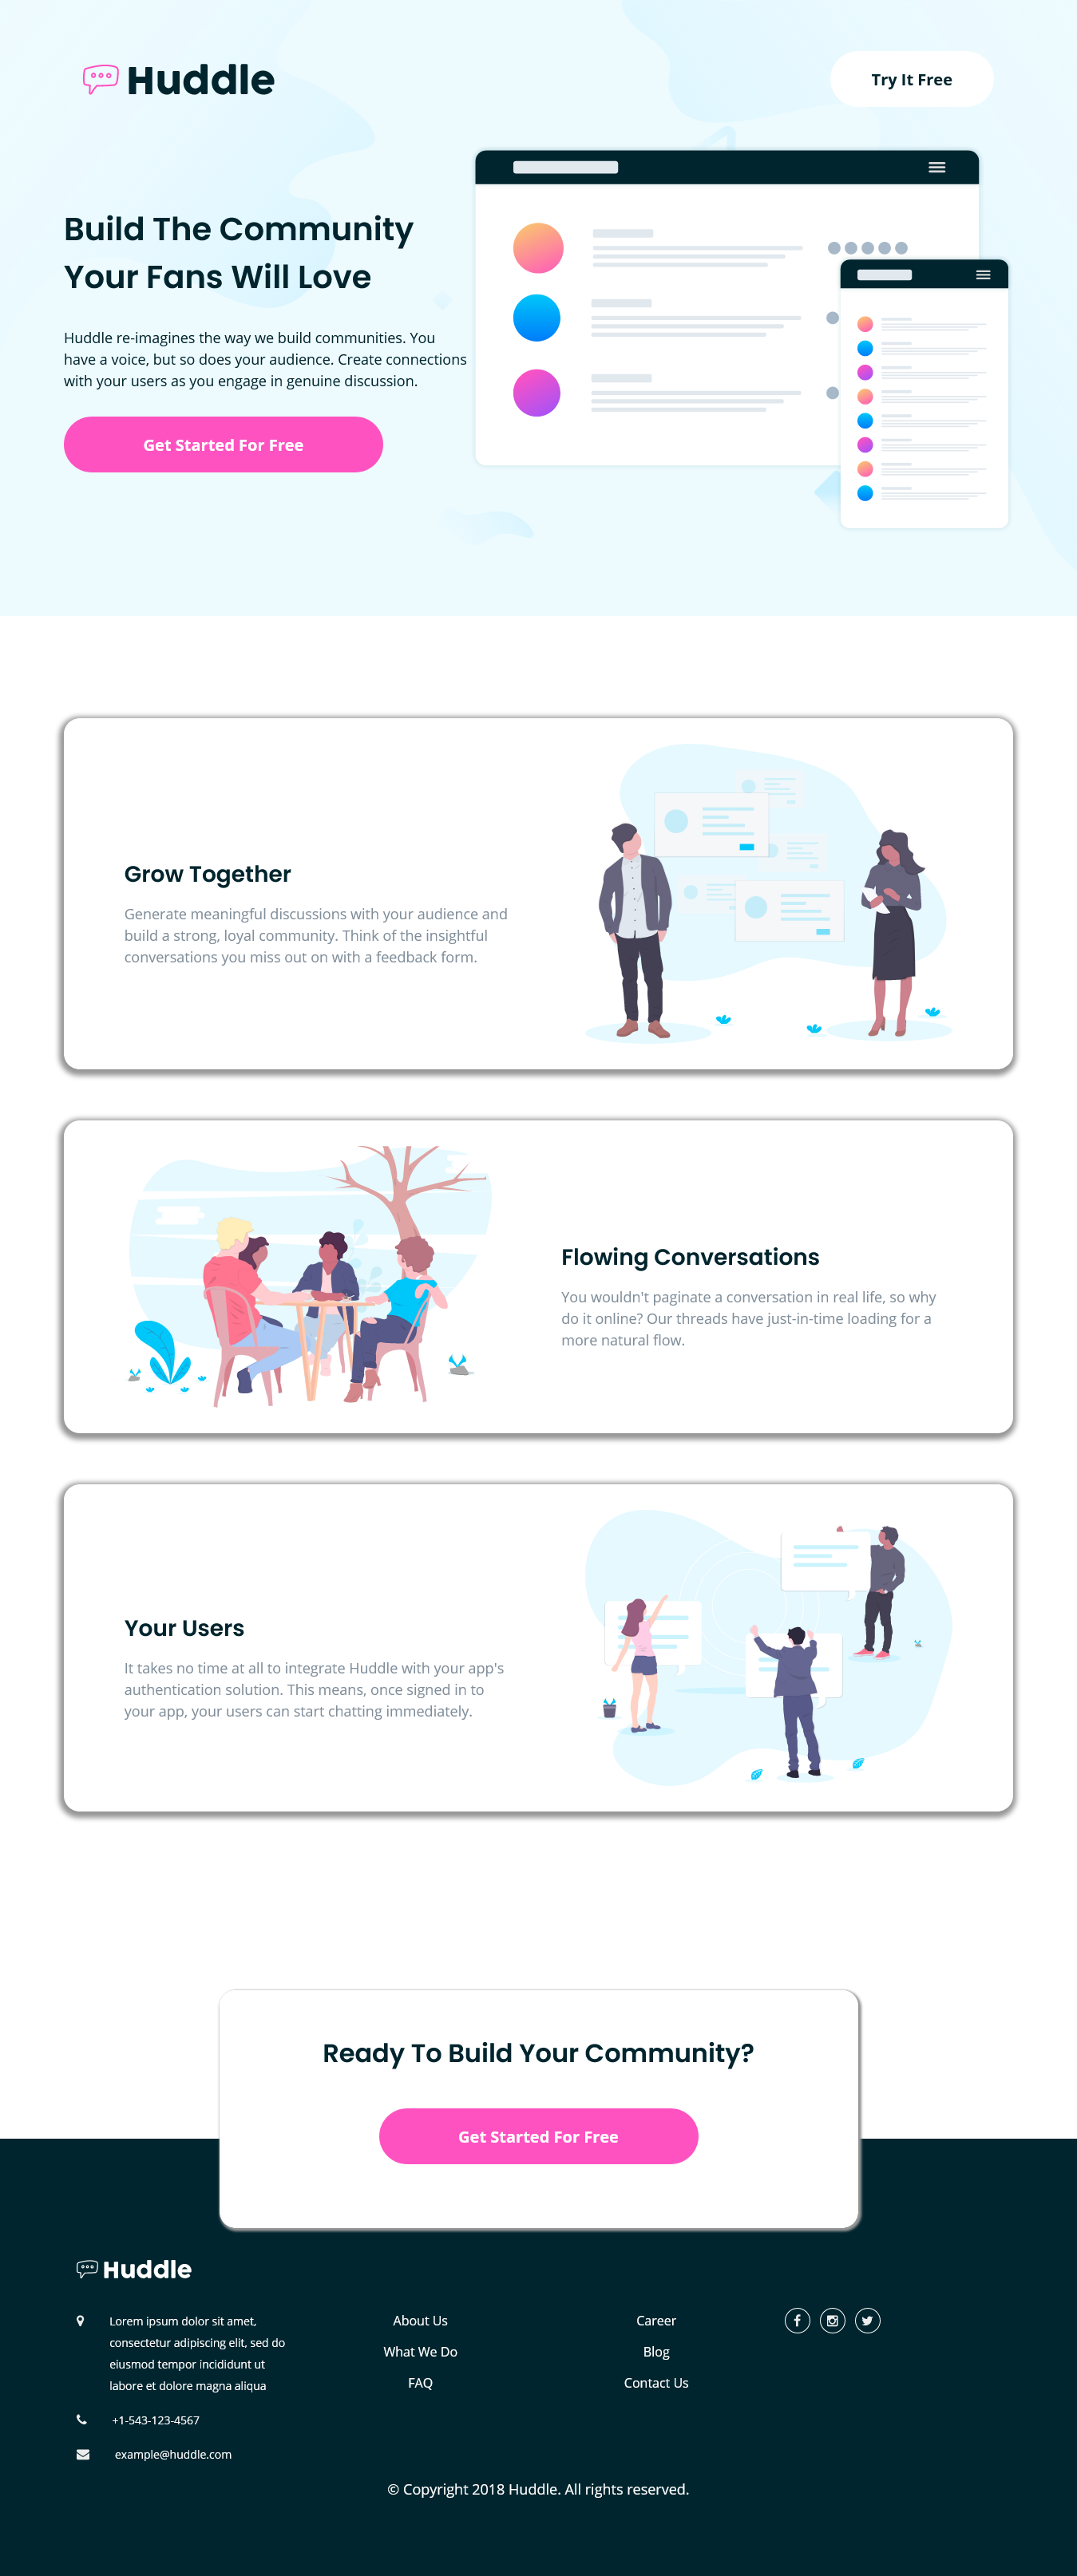 Huddle
Try It Free
Build The Community
Your Fans Will Love
Huddle re-imagines the way we build communities. You
have a voice, but so does your audience. Create connections
with your users as you engage in genuine discussion.
Get Started For Free
Grow Together
Generate meaningful discussions with your audience and
build a strong, loyal community. Think of the insightful
conversations you miss out on with a feedback form.
Flowing Conversations
You wouldn't paginate a conversation in real life, so why
do it online? Our threads have just-in-time loading for a
more natural flow.
Your Users
It takes no time at all to integrate Huddle with your app's
authentication solution. This means, once signed in to
your app, your users can start chatting immediately.
Ready To Build Your Community?
Get Started For Free
Huddle
Lorem ipsum dolor sit amet,
consectetur adipiscing elit, sed do
eiusmod tempor incididunt ut
labore et dolore magna aliqua
+1-543-123-4567
example@huddle.com
About Us
What We Do
FAQ
Career
Blog
Contact Us
© Copyright 2018 Huddle. All rights reserved.